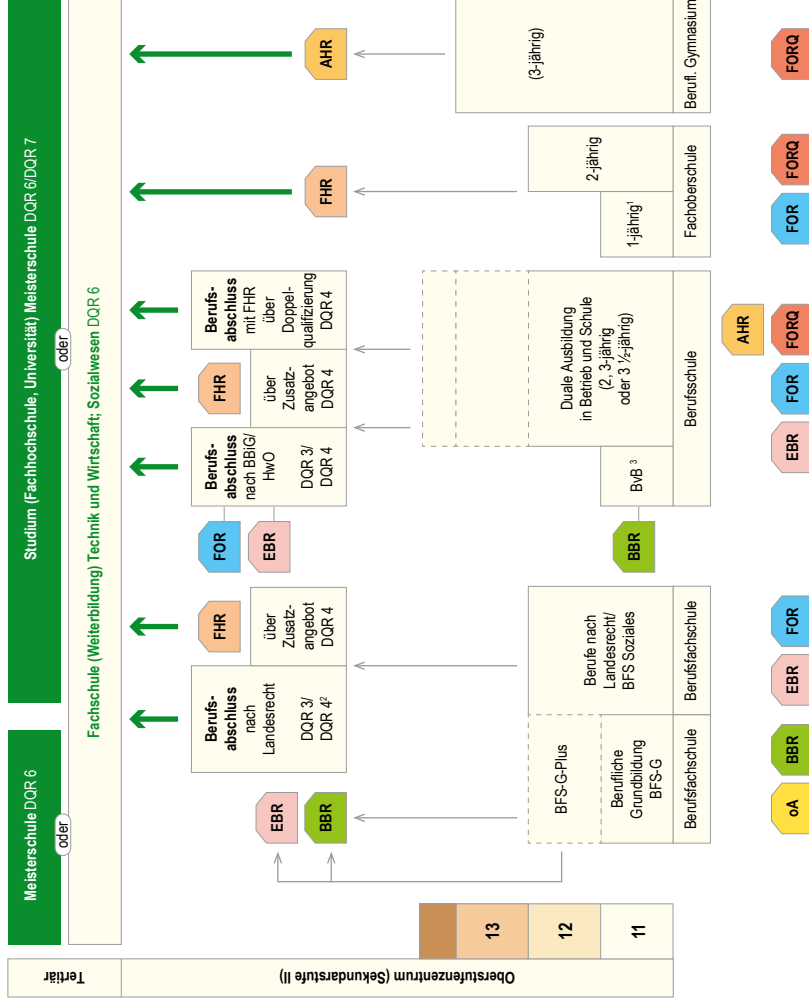 Tertiär
Oberstufenzentrum (Sekundarstufe II)
Meisterschule DQR 6
oder
Studium (Fachhochschule, Universität) Meisterschule DQR 6/DQR 7
oder
Fachschule (Weiterbildung) Technik und Wirtschaft; Sozialwesen DQR 6
EBR
BBR
Berufs-
abschluss
nach
Landesrecht
DQR 3/
DQR 4²
FHR
über
Zusatz-
angebot
DQR 4
FOR
EBR
Berufs-
abschluss
nach BBiG/
HwO
DQR 3/
DQR 4
FHR
über
Zusatz-
angebot
DQR 4
Berufs-
abschluss
mit FHR
über
Doppel-
qualifizierung
DQR 4
FHR
AHR
13
12
11
BFS-G-Plus
Berufliche
Grundbildung
BFS-G
Berufsfachschule
Berufe nach
Landesrecht/
BFS Soziales
Berufsfachschule
BBR
BvB ³
Duale Ausbildung
in Betrieb und Schule
(2, 3-jährig
oder 3 ½-jährig)
Berufsschule
1-jährig¹
2-jährig
Fachoberschule
(3-jährig)
Berufl. Gymnasium
oA
BBR
EBR
FOR
EBR
FOR
AHR
FORQ
FOR
FORQ
FORQ